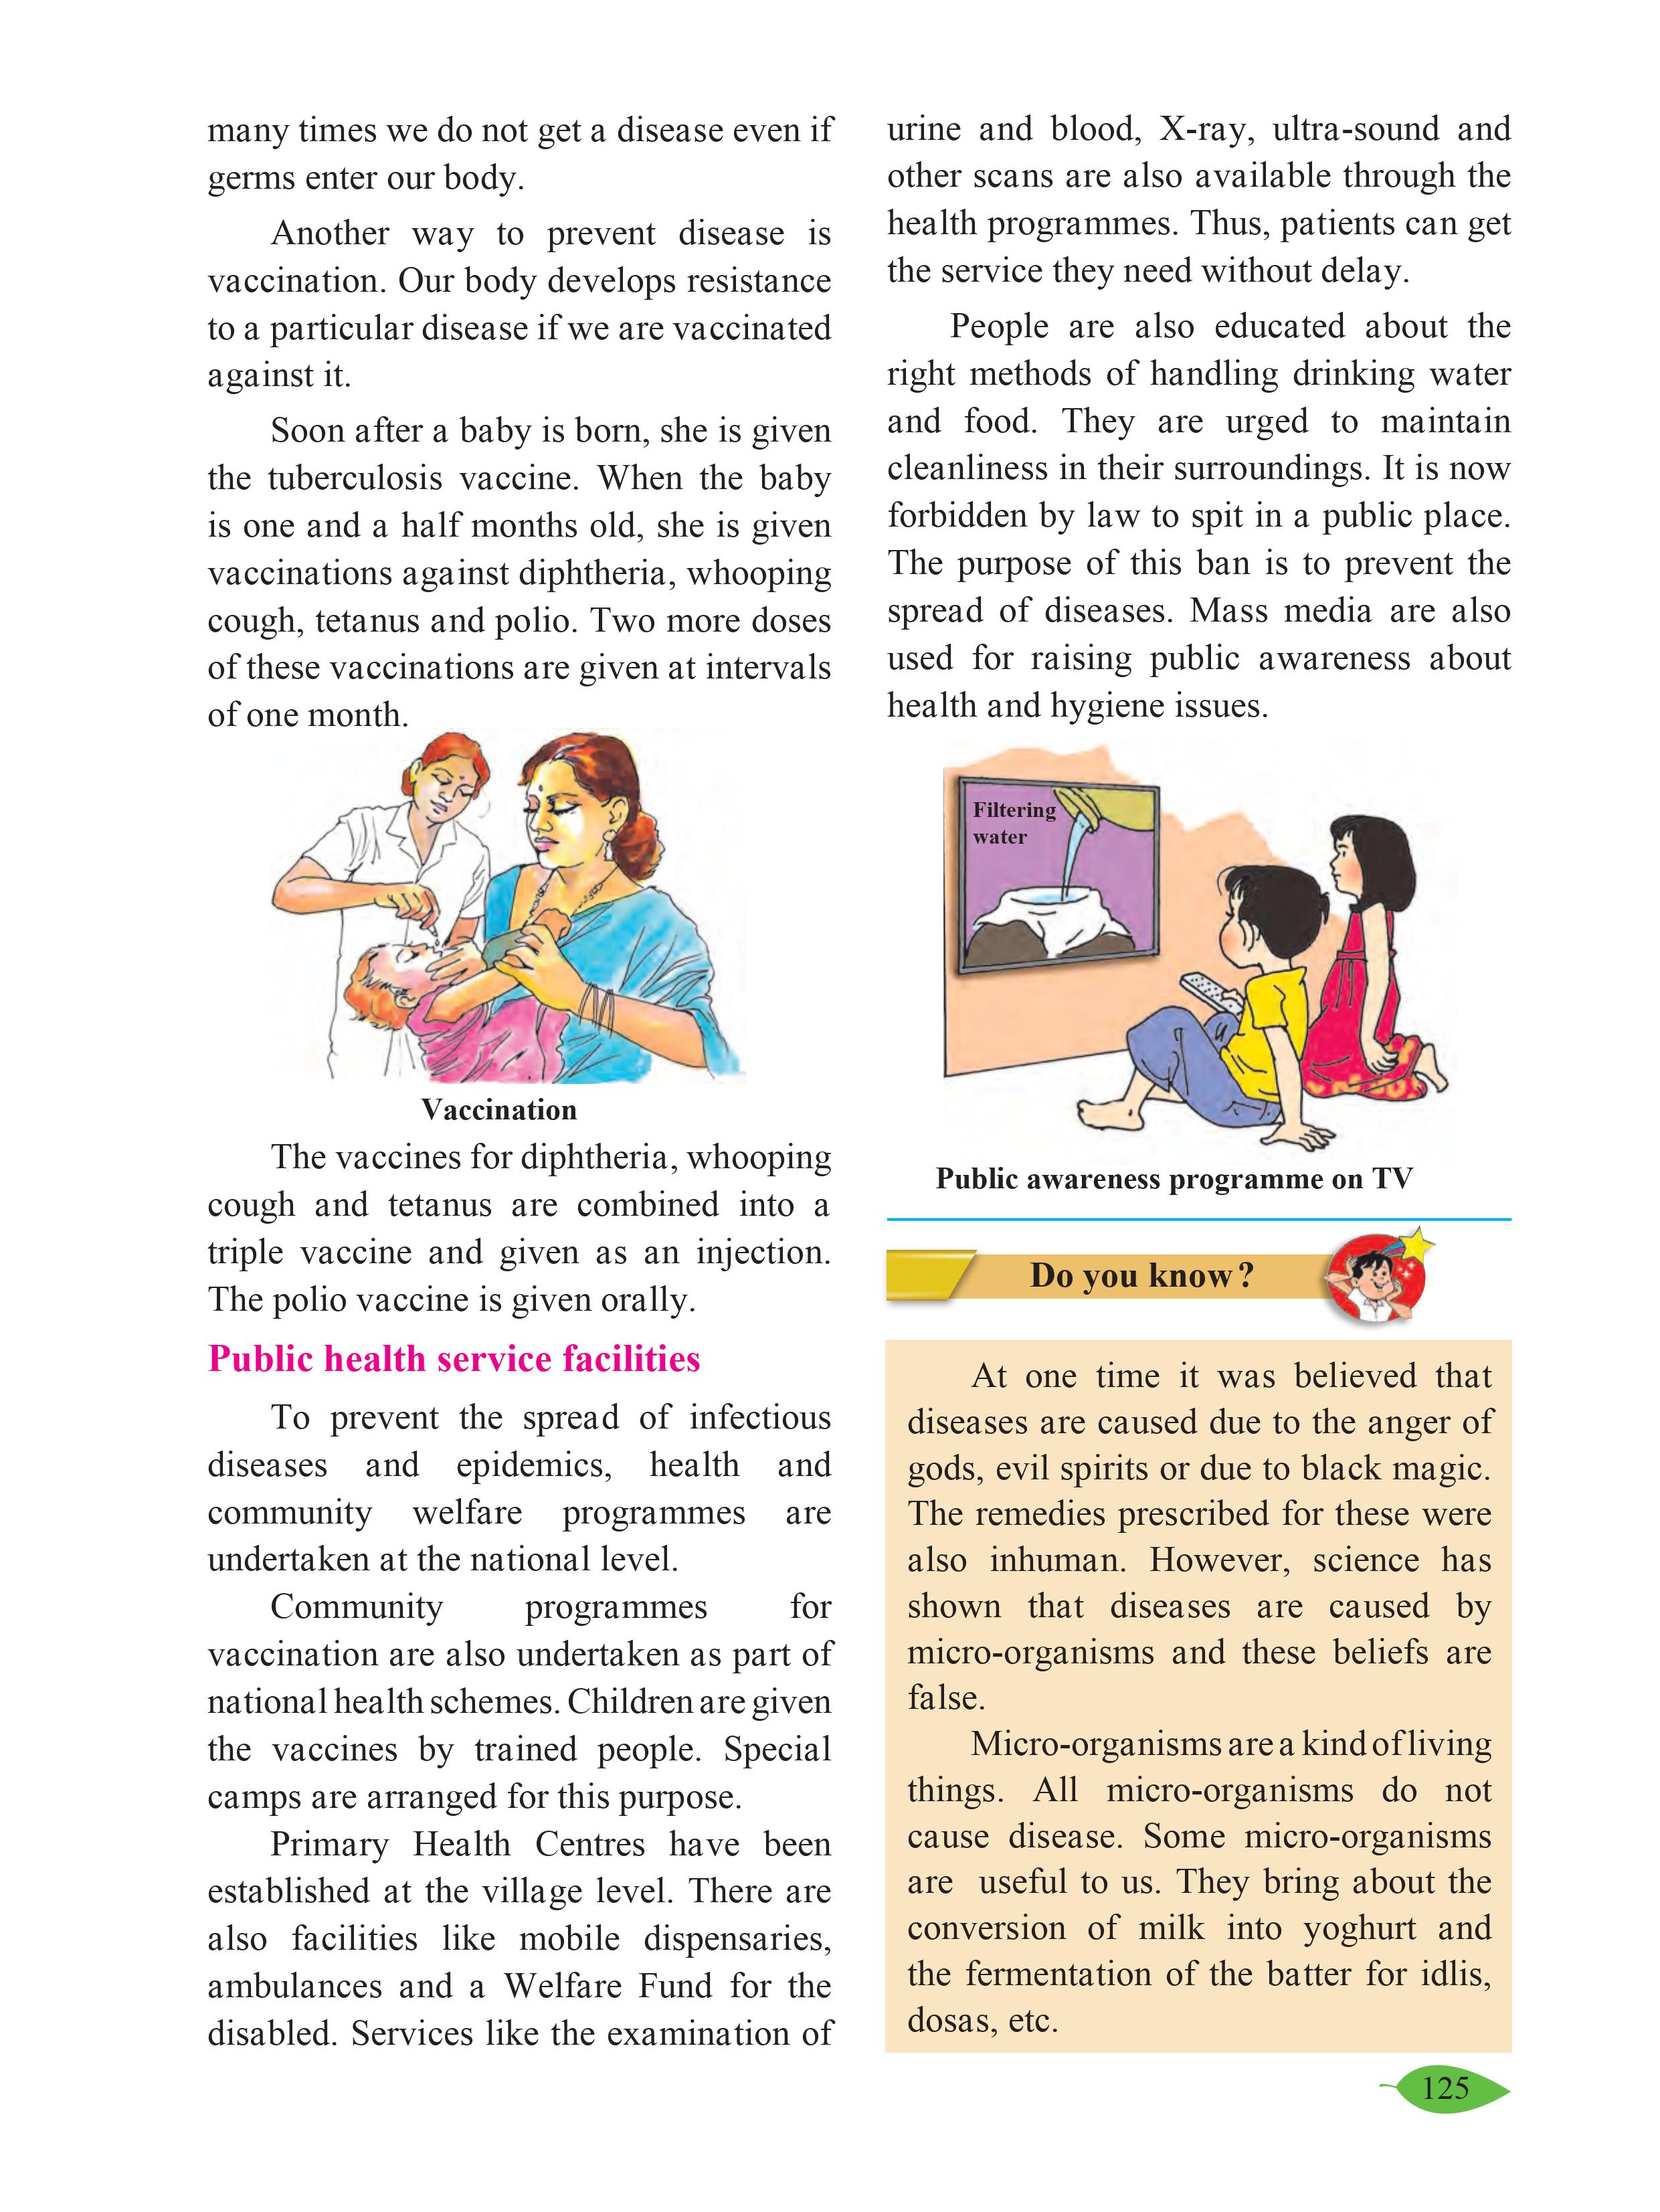 many times we do not get a disease even if
germs enter our body.
Another way to prevent disease is
vaccination. Our body develops resistance
to a particular disease if we are vaccinated
against it.
Soon after a baby is born, she is given
the tuberculosis vaccine. When the baby
is one and a half months old, she is given
vaccinations against diphtheria, whooping
cough, tetanus and polio. Two more doses
of these vaccinations are given at intervals
of one month.
Vaccination
The vaccines for diphtheria, whooping
cough and tetanus are combined into a
triple vaccine and given as an injection.
The polio vaccine is given orally.
Public health service facilities
To prevent the spread of infectious
diseases and epidemics, health and
community welfare programmes are
undertaken at the national level.
Community programmes for
vaccination are also undertaken as part of
national health schemes. Children are given
the vaccines by trained people. Special
camps are arranged for this purpose.
Primary Health Centres have been
established at the village level. There are
also facilities like mobile dispensaries,
ambulances and a Welfare Fund for the
disabled. Services like the examination of
urine and blood, X-ray, ultra-sound and
other scans are also available through the
health programmes. Thus, patients can get
the service they need without delay.
People are also educated about the
right methods of handling drinking water
and food. They are urged to maintain
cleanliness in their surroundings. It is now
forbidden by law to spit in a public place.
The purpose of this ban is to prevent the
spread of diseases. Mass media are also
used for raising public awareness about
health and hygiene issues.
Filtering
water
Public awareness programme on TV
Do you know?
At one time it was believed that
diseases are caused due to the anger of
gods, evil spirits or due to black magic.
The remedies prescribed for these were
also inhuman. However, science has
shown that diseases are caused by
micro-organisms and these beliefs are
false.
Micro-organisms are a kind of living
things. All micro-organisms do not
cause disease. Some micro-organisms
are useful to us. They bring about the
conversion of milk into yoghurt and
the fermentation of the batter for idlis,
dosas, etc.
125